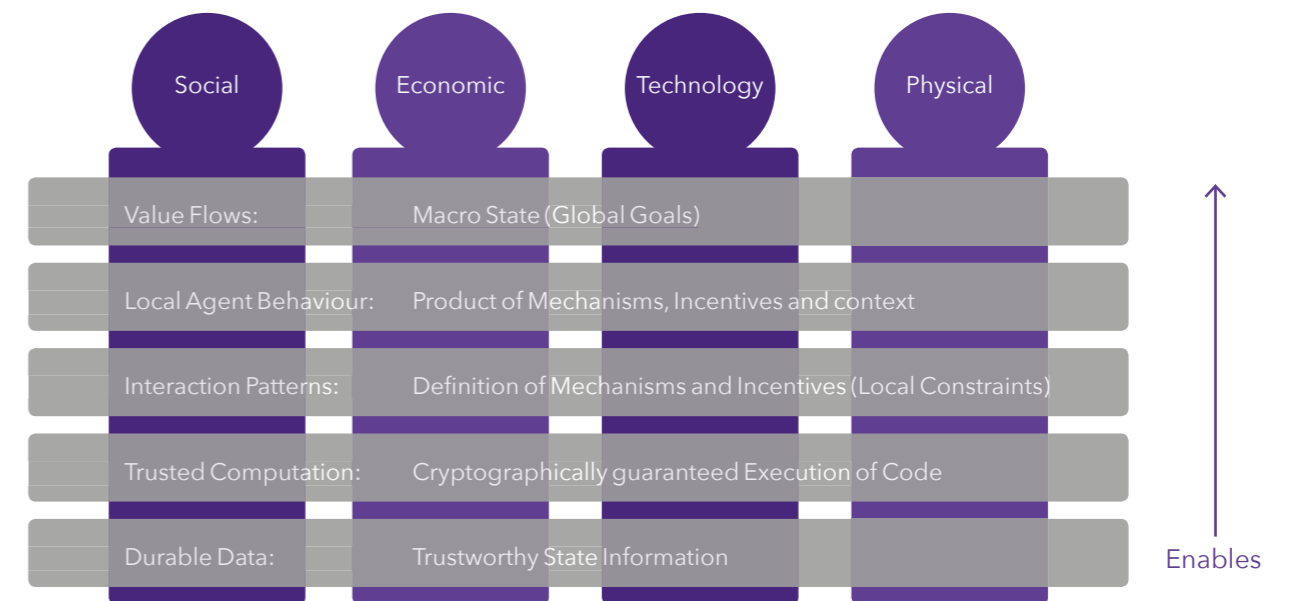 Social Economic Technology Physical
Value Flows: Macro State (Global Goals)
Local Agent Behaviour: Product of Mechanisms, Incentives and context
Interaction Patterns: Definition of Mechanisms and Incentives (Local Constraints)
Trusted Computation: Cryptographically guaranteed Execution of Code
Durable Data: Trustworthy State Information
Enables